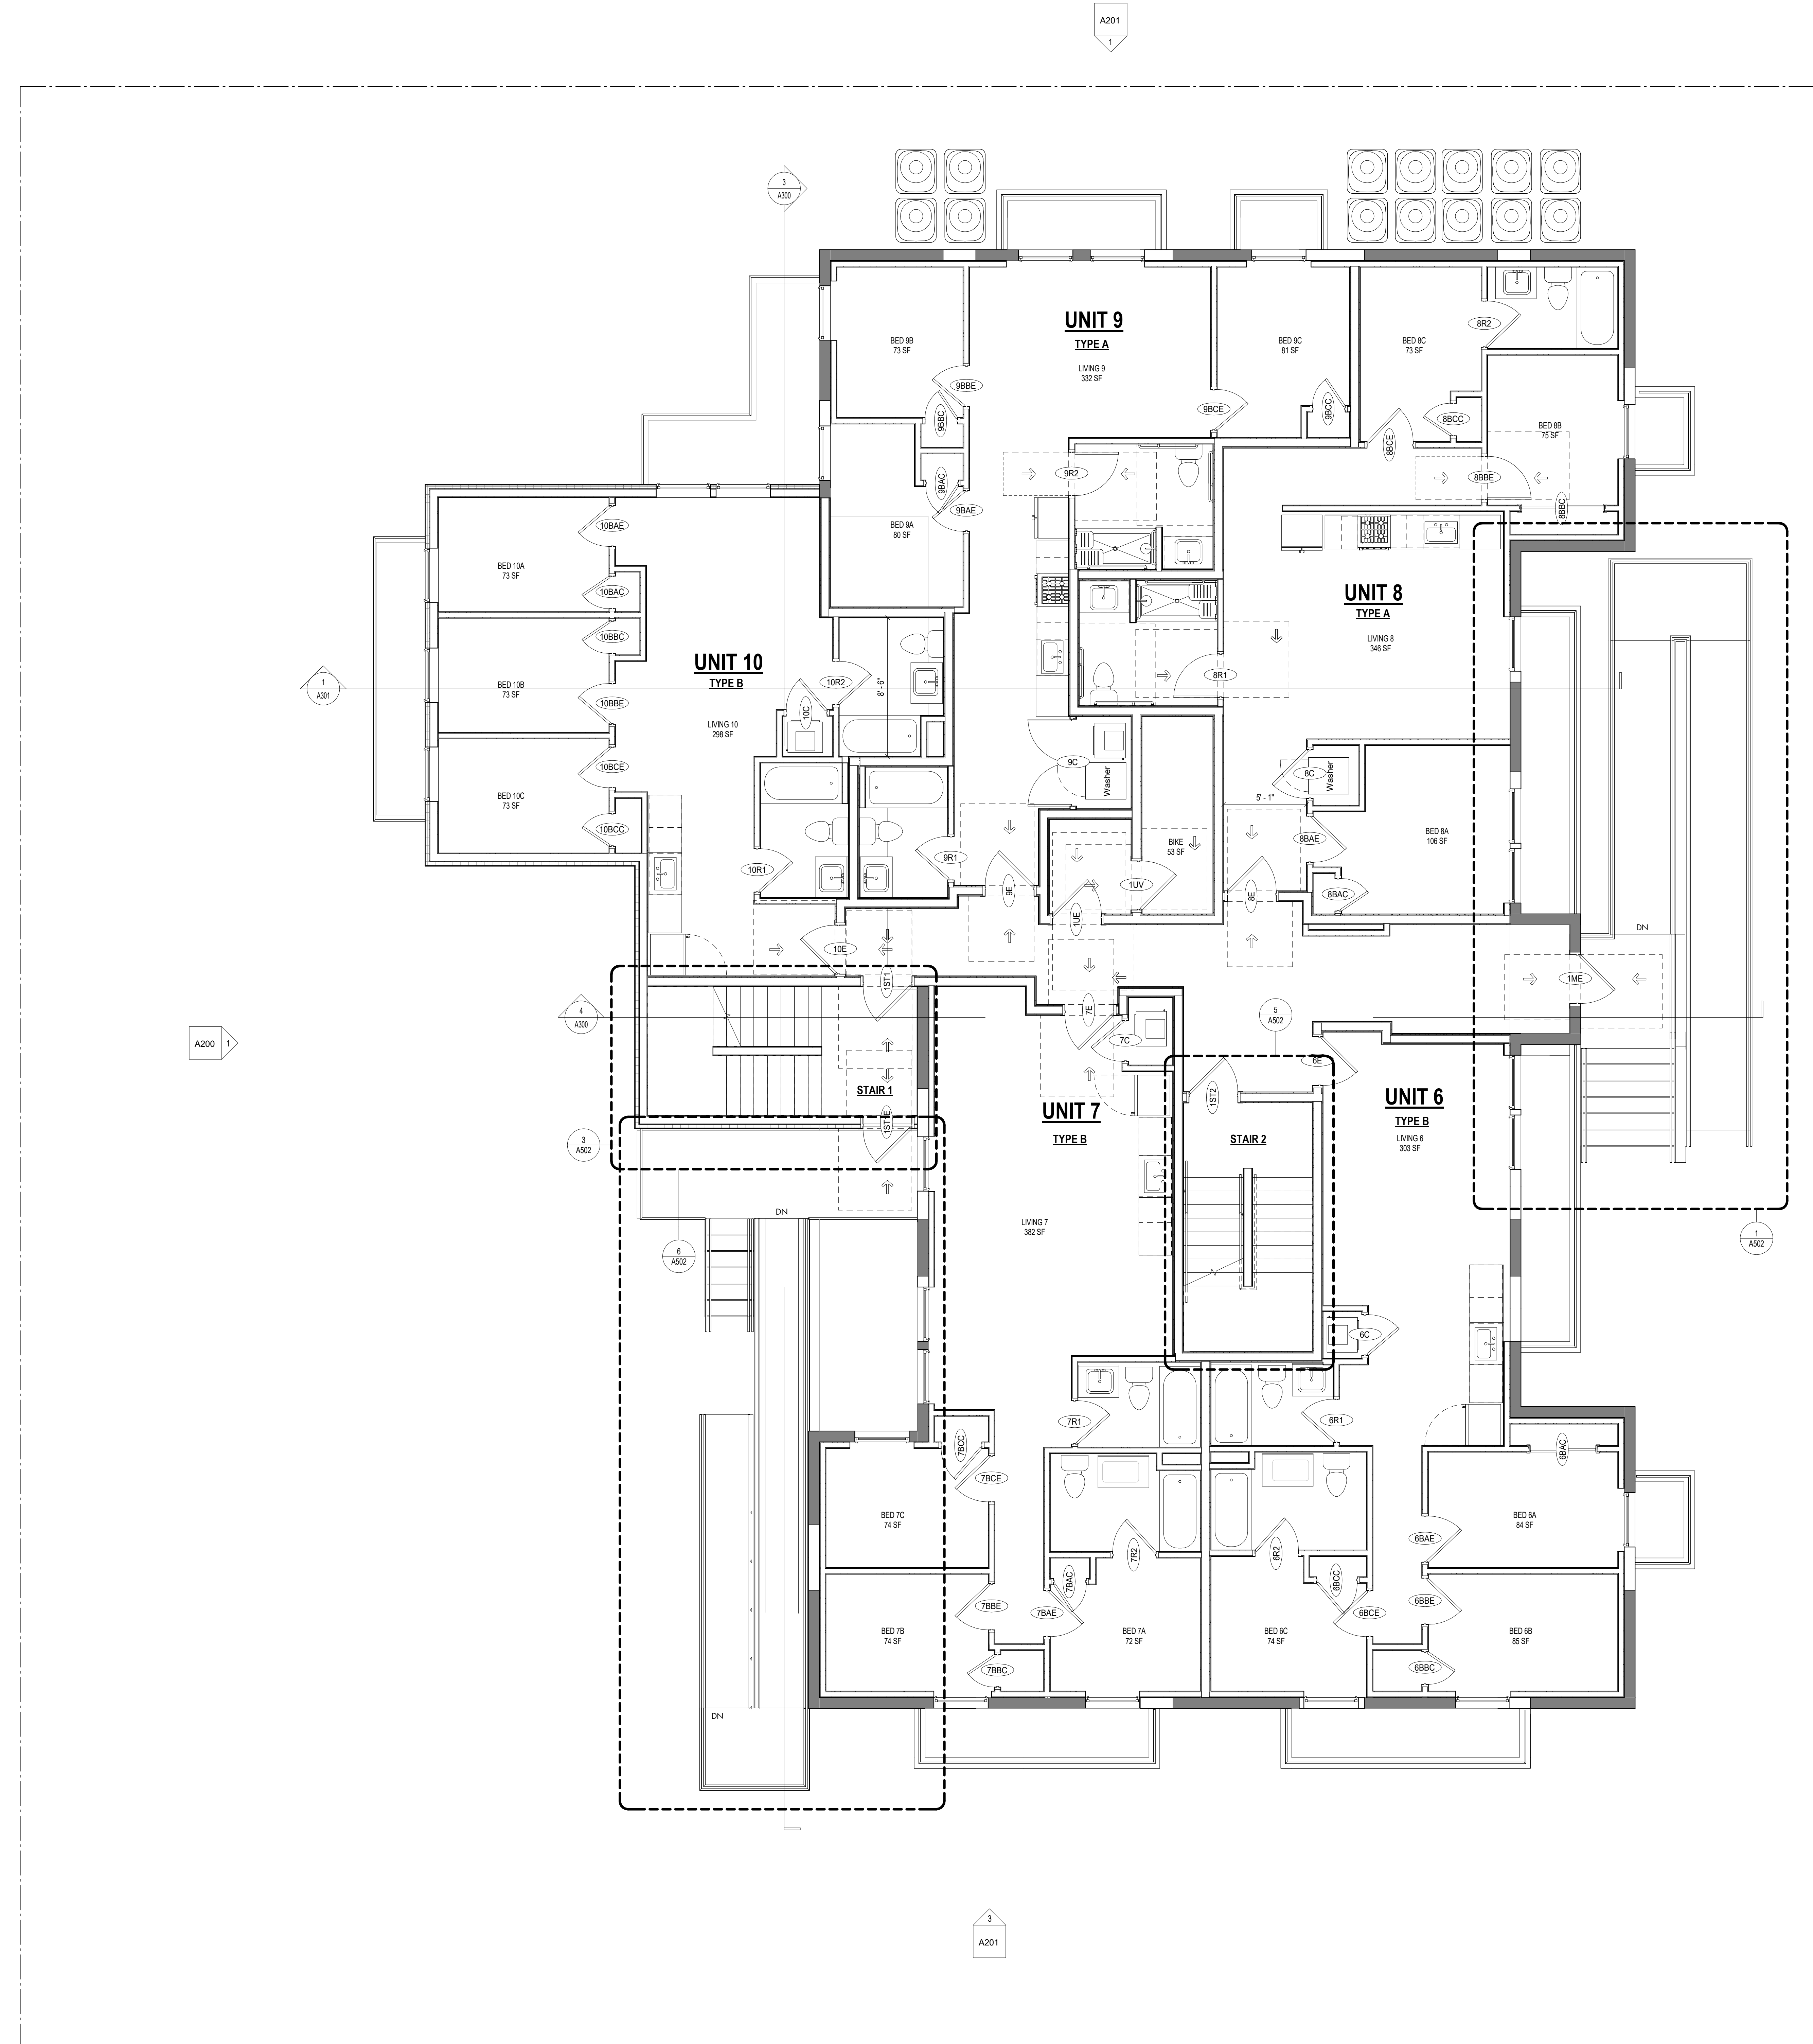 A201
1
3
A300
UNIT 9
TYPE A
LIVING 9
332 SF
BED 9B
73 SF
BED 9C
81 SF
BED 8C
73 SF
8R2
9BBE
9BBC
9BCE
9BCC
8BCC
8BCE
BED 8B
75 SF
8BBE
8BBC
9R2
9BAC
9BAE
BED 9A
80 SF
10BAE
BED 10A
73 SF
10BAC
10BBC
UNIT 8
TYPE A
LIVING 8
346 SF
8R1
UNIT 10
TYPE B
LIVING 10
298 SF
10R2
8' - 6"
10C
1
A301
BED 10B
73 SF
10BBE
10BCE
BED 10C
73 SF
10BCC
9C
Washer
8C
Washer
5' - 1"
BED 8A
106 SF
8BAE
8BAC
BIKE
53 SF
10R1
9R1
9E
1UV
1UE
8E
10E
1ST1
DN
1ME
4
A300
7E
7C
5
A502
6E
A200
1
STAIR 1
1ST1E
1ST2
UNIT 7
TYPE B
UNIT 6
TYPE B
LIVING 6
303 SF
STAIR 2
3
A502
DN
LIVING 7
382 SF
6
A502
1
A502
6C
7R1
6R1
7BCC
7BCE
6BAC
BED 7C
74 SF
BED 6A
84 SF
7R2
6R2
6BAE
7BAC
6BCC
7BBE
7BAE
6BCE
6BBE
BED 7B
74 SF
BED 7A
72 SF
BED 6C
74 SF
BED 6B
85 SF
7BBC
6BBC
DN
3
A201